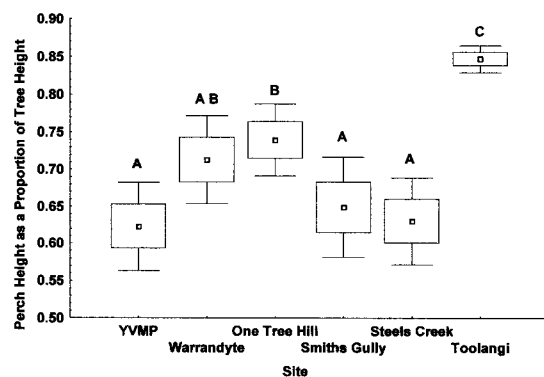 Perch Height as a Proportion of Tree Height
0.90
0.85
0.80
0.75
0.70
0.65
0.60
0.55
0.50
A
A B
B
A
A
C
YVMP
One Tree Hill
Steels Creek
Warrandyte
Smiths Gully
Toolangi
Site